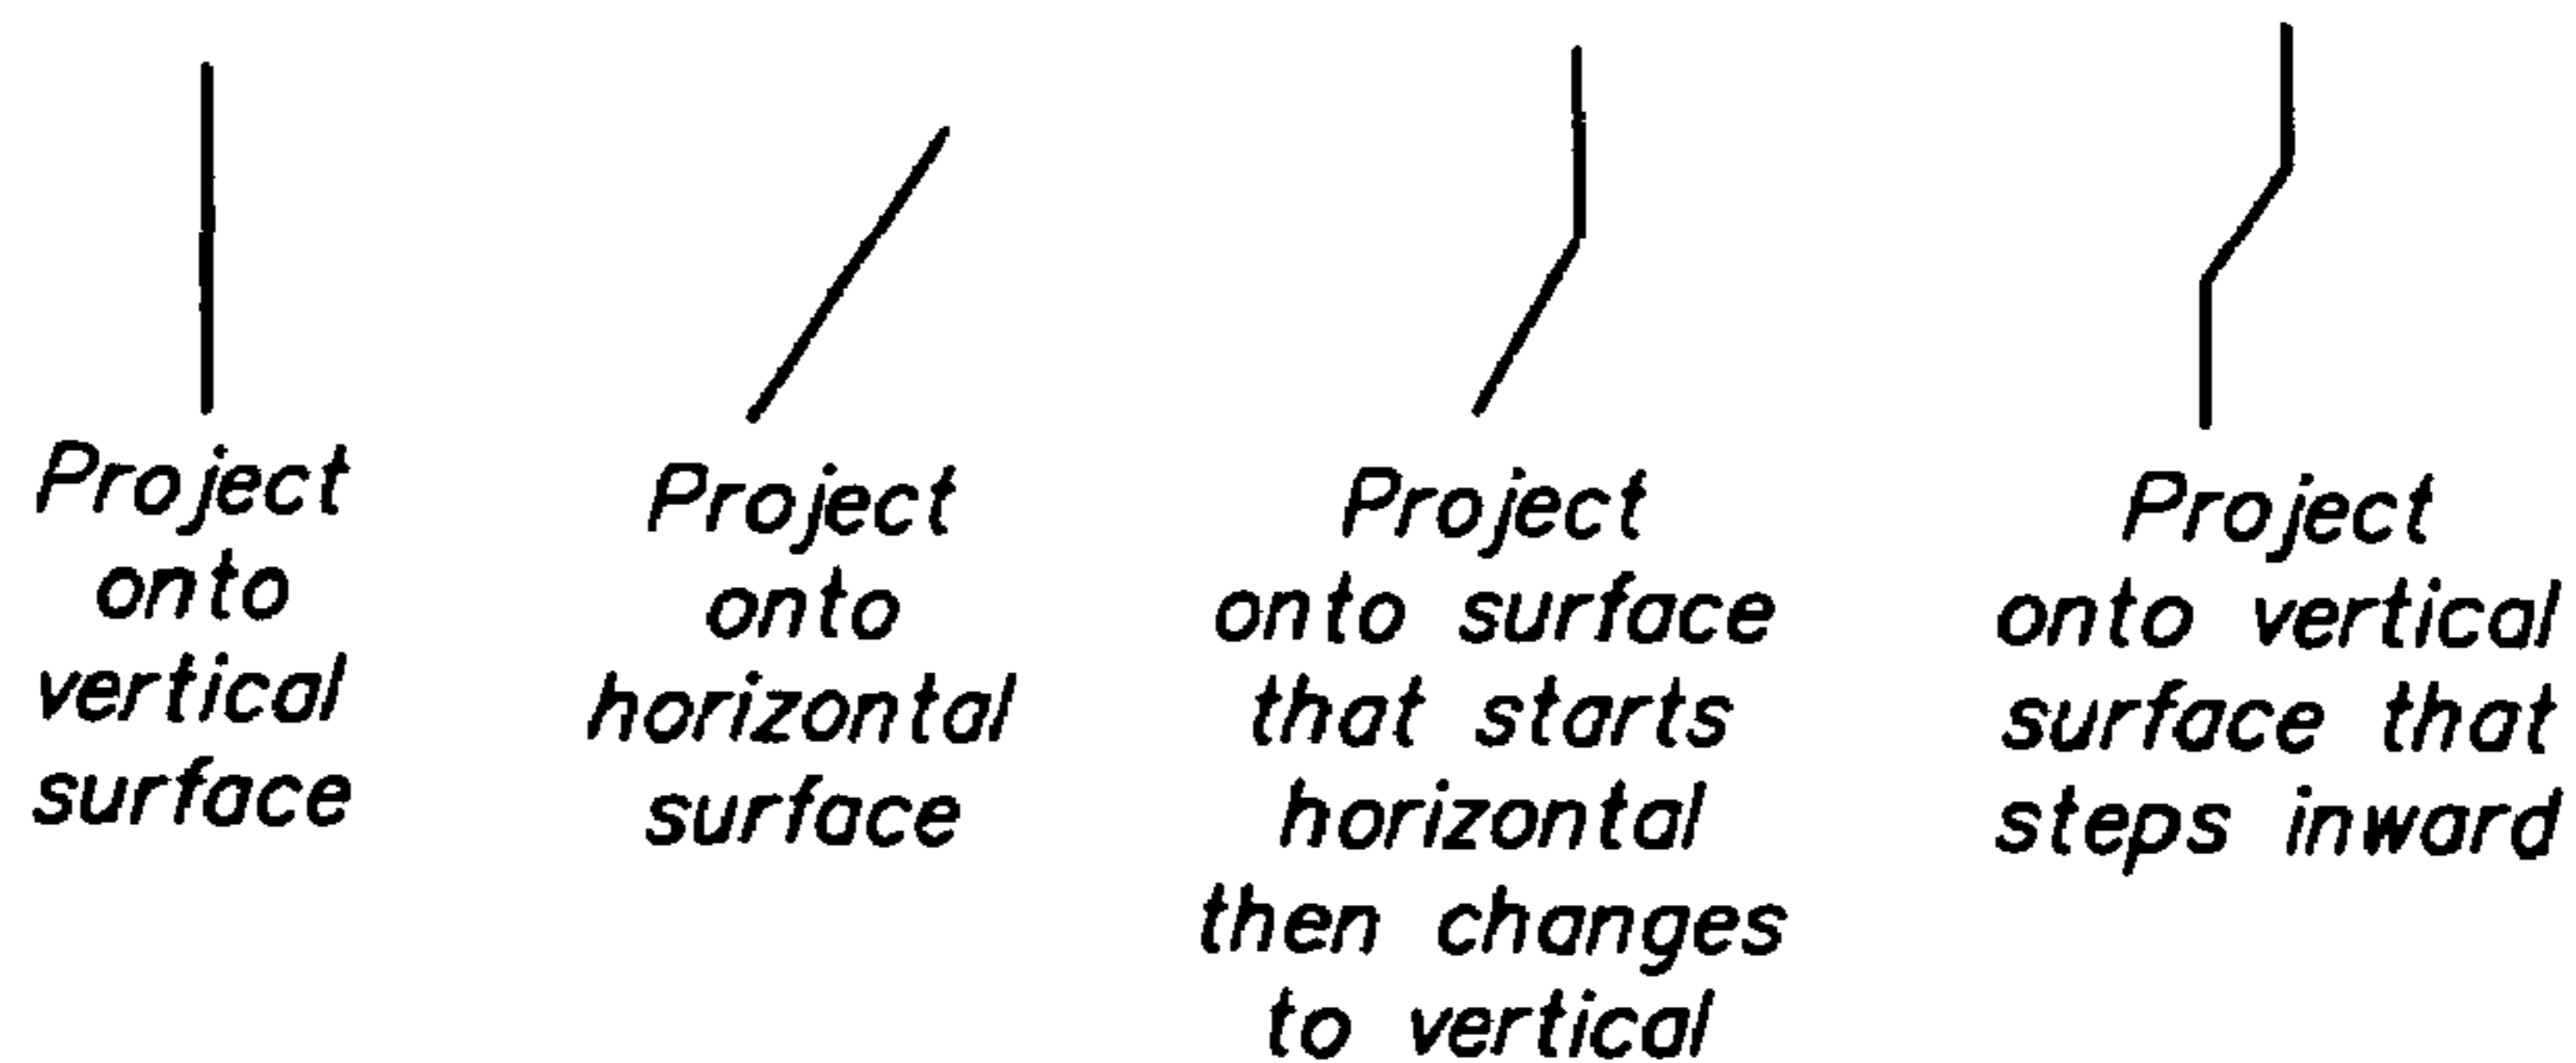 Project
onto
vertical
surface
Project
onto
horizontal
surface
Project
onto surface
that starts
horizontal
then changes
to vertical
Project
onto vertical
surface that
steps inward